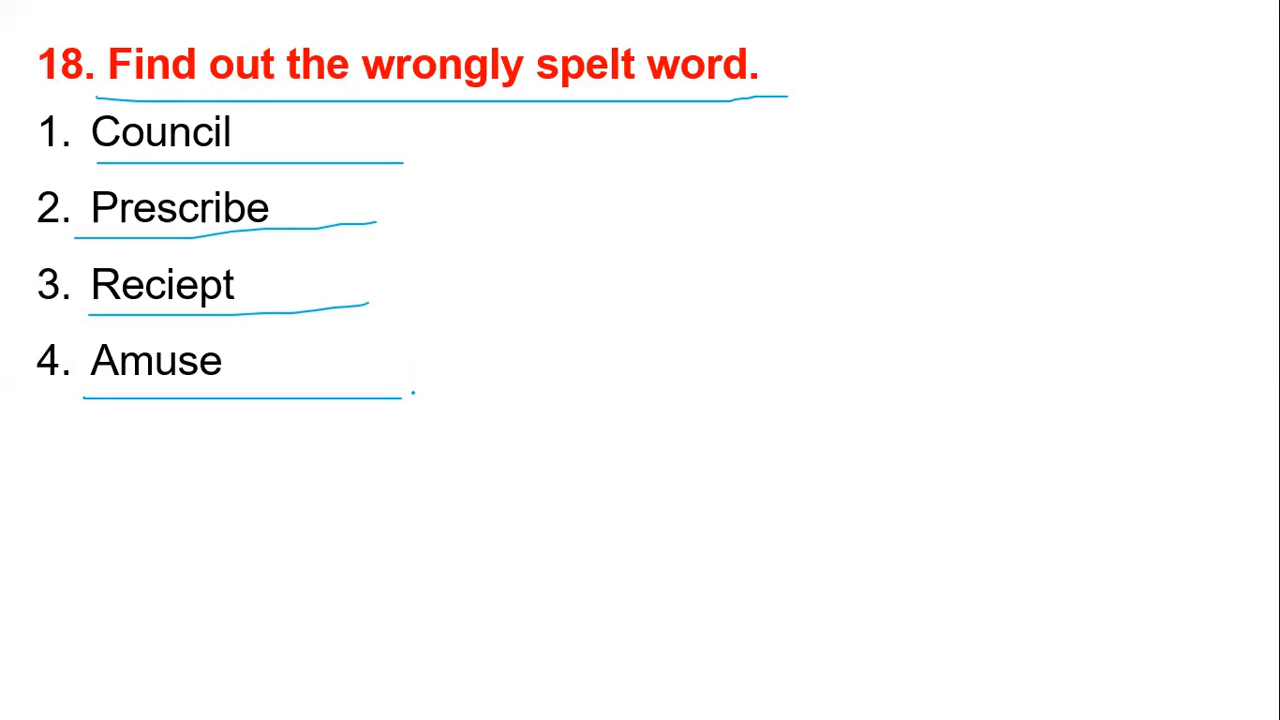 18. Find out the wrongly spelt word.
1. Council
2. Prescribe
3. Reciept
4. Amuse